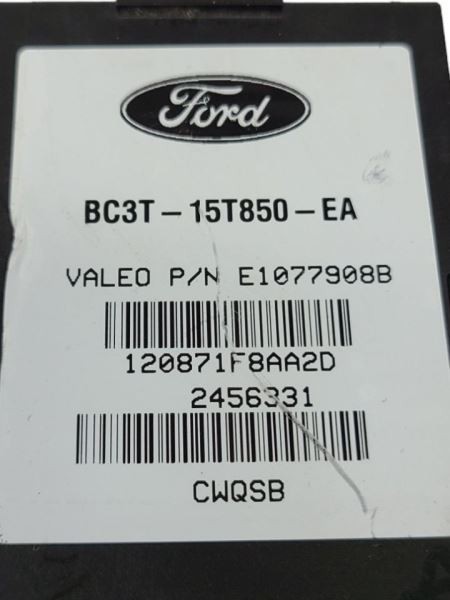 Ford
BC3T-15T850-EA
VALEO P/N E1077908B
120871F8AA2D
2456331
CWQSB